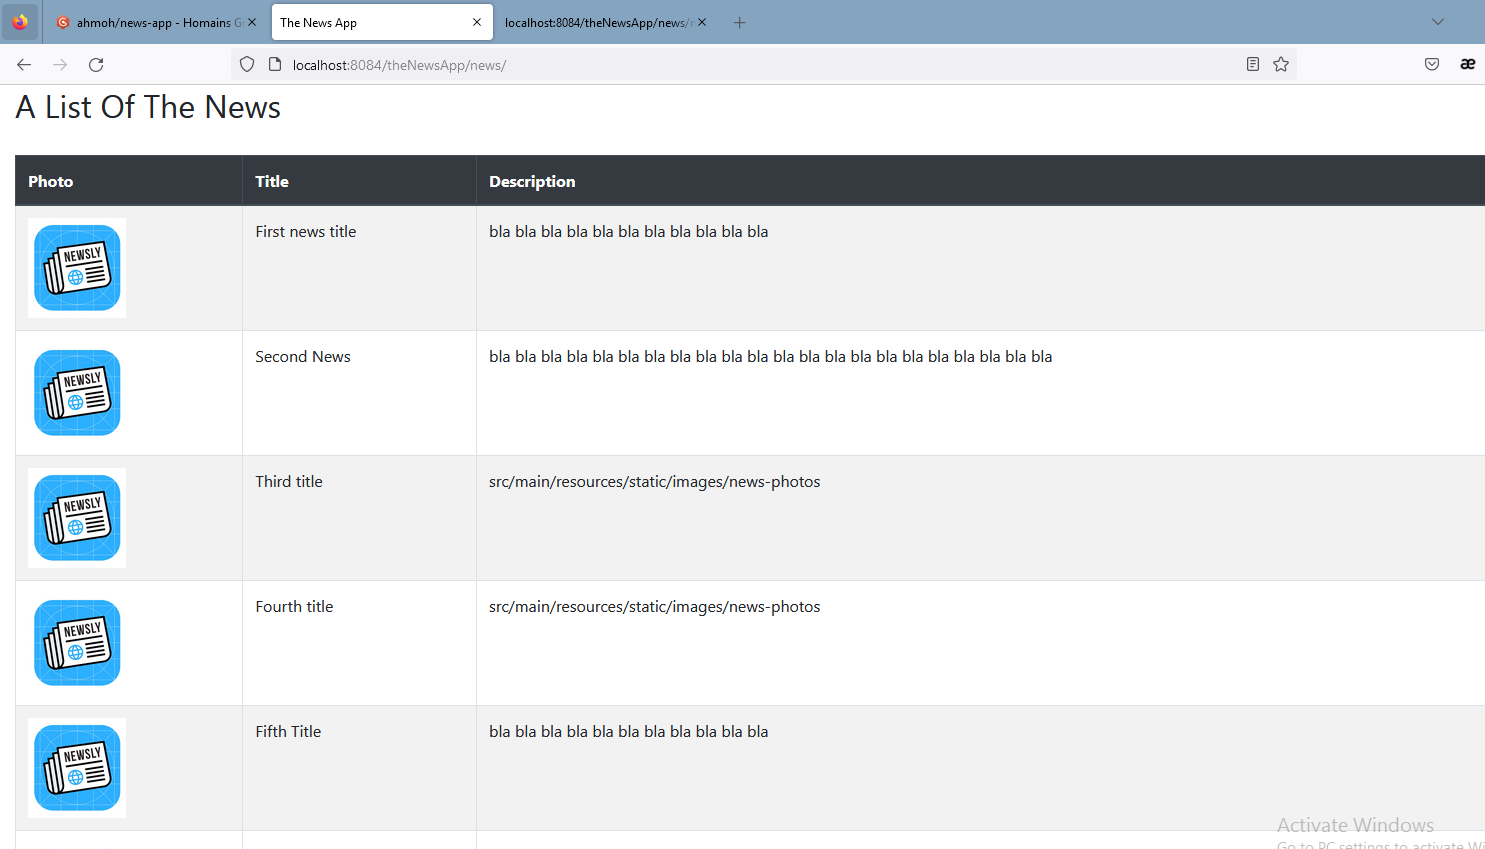 ahmoh/news-app - Homains G
The News App
localhost:8084/theNewsApp/news/
localhost:8084/theNewsApp/news/
A List Of The News
Photo Title Description
NEWSLY First news title bla bla bla bla bla bla bla bla bla bla bla
NEWSLY Second News bla bla bla bla bla bla bla bla bla bla bla bla bla bla bla bla bla bla bla bla bla bla
NEWSLY Third title src/main/resources/static/images/news-photos
NEWSLY Fourth title src/main/resources/static/images/news-photos
NEWSLY Fifth Title bla bla bla bla bla bla bla bla bla bla bla
Activate Windows
Go to PC settings to activate Wi